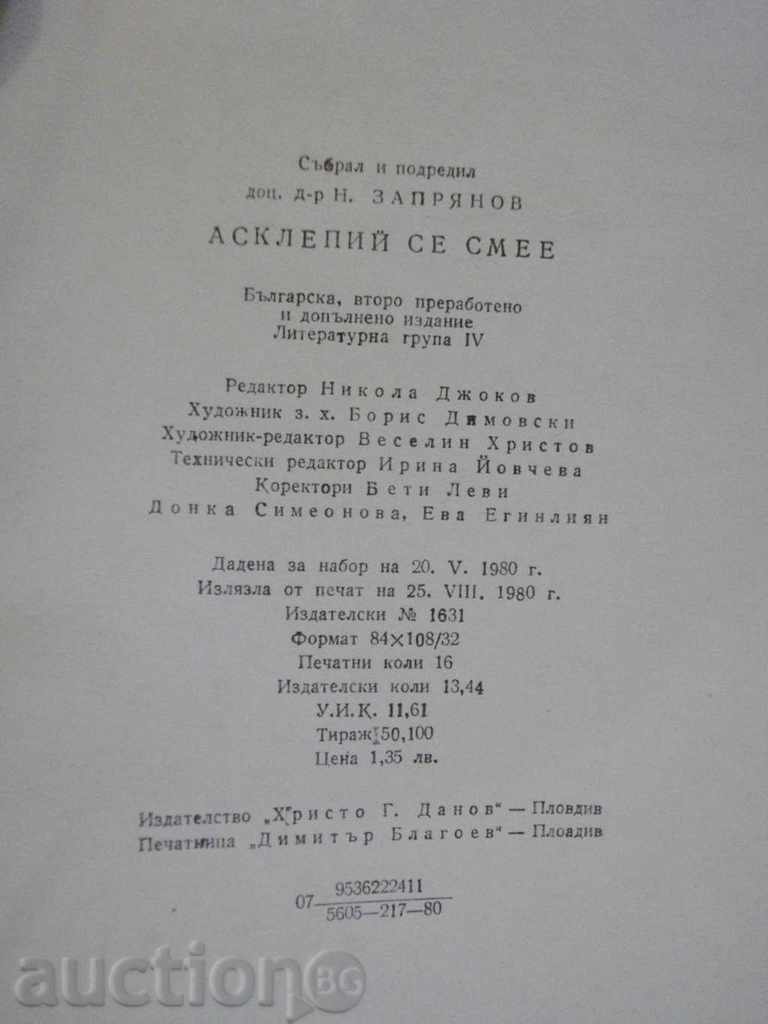 Събрал и подредил
доц. д-р Н. ЗАПРЯНОВ
АСКЛЕПИЙ СЕ СМЕЕ
Българска, второ преработено
и допълнено издание
Литературна група IV
Редактор Никола Джоков
Художник з. х. Борис Димовски
Художник-редактор Веселин Христов
Технически редактор Ирина Йовчева
Коректори Бети Леви
Донка Симеонова, Ева Егинлиян
Дадена за набор на 20. V. 1980 г.
Излязла от печат на 25. VIII. 1980 г.
Издателски № 1631
Формат 84×108/32
Печатни коли 16
Издателски коли 13,44
У.И.К. 11,61
Тираж 50,100
Цена 1,35 лв.
Издателство „Христо Г. Данов“ — Пловдив
Печатница „Димитър Благоев“ — Пловдив
07 9536222411
5605—217—80
auction BG